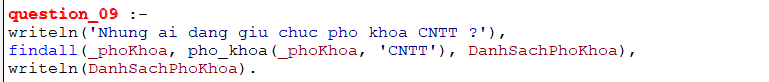 question_09 :-
writeln('Nhung ai dang giu chuc pho khoa CNTT ?'),
findall(_phoKhoa, pho_khoa(_phoKhoa, 'CNTT'), DanhSachPhoKhoa),
writeln(DanhSachPhoKhoa).